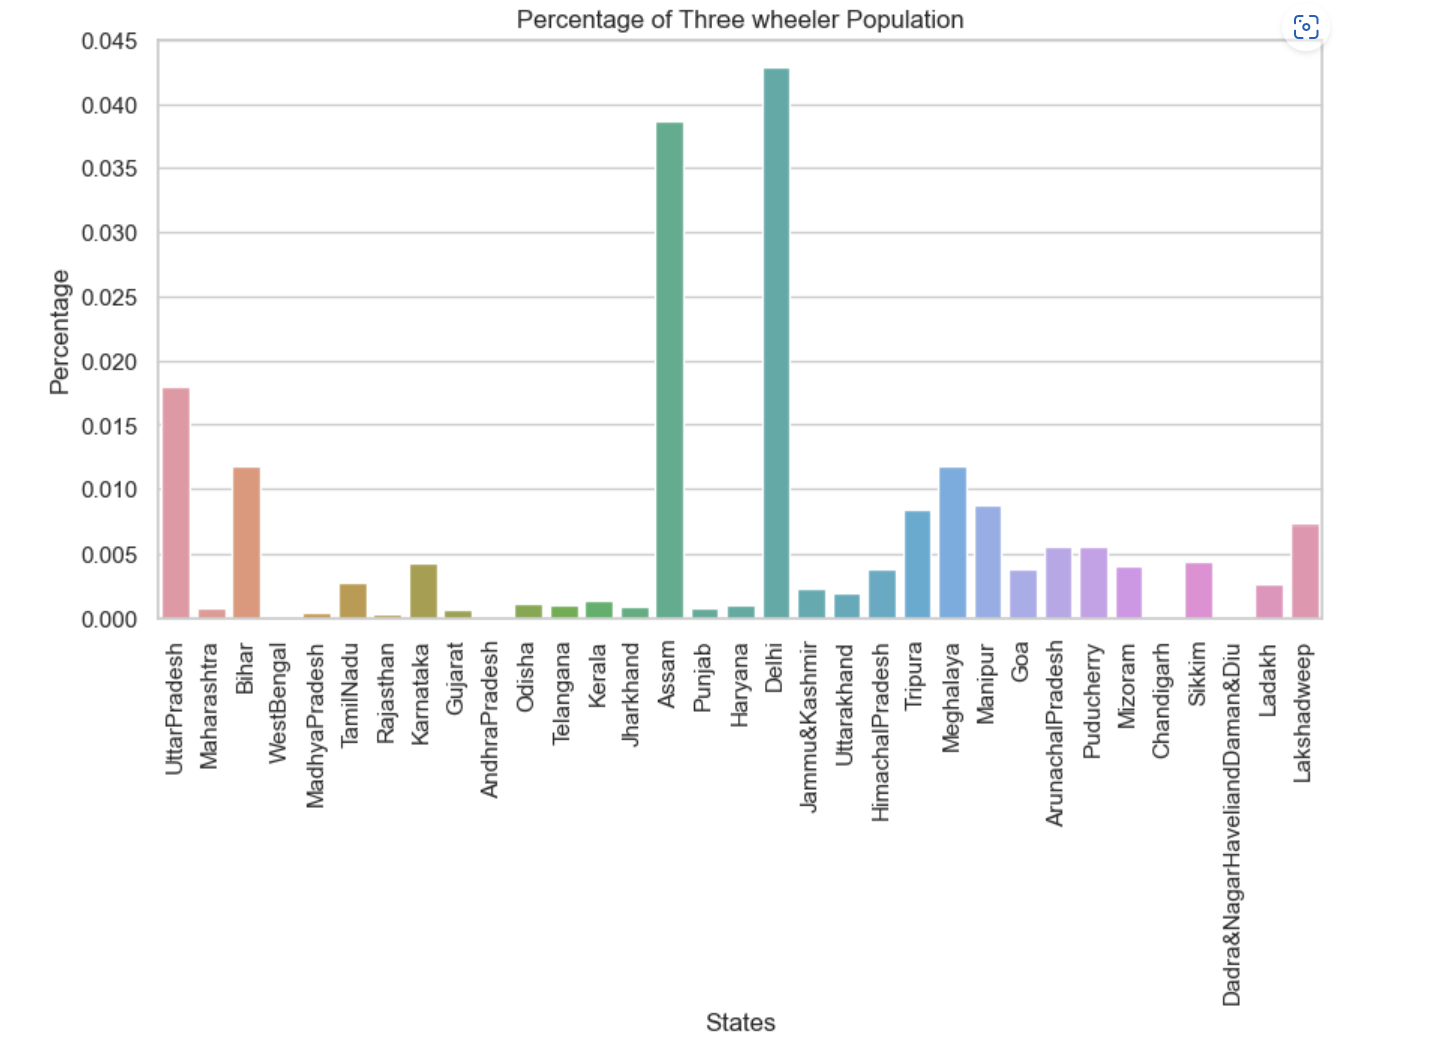 Percentage of Three wheeler Population
0.045
0.040
0.035
0.030
0.025
0.020
0.015
0.010
0.005
0.000
Percentage
UttarPradesh
Maharashtra
Bihar
WestBengal
MadhyaPradesh
TamilNadu
Rajasthan
Karnataka
Gujarat
AndhraPradesh
Odisha
Telangana
Kerala
Jharkhand
Assam
Punjab
Haryana
Delhi
Jammu&Kashmir
Uttarakhand
HimachalPradesh
Tripura
Meghalaya
Manipur
Goa
ArunachalPradesh
Puducherry
Mizoram
Chandigarh
Sikkim
Dadra&NagarHaveliandDaman&Diu
Ladakh
Lakshadweep
States